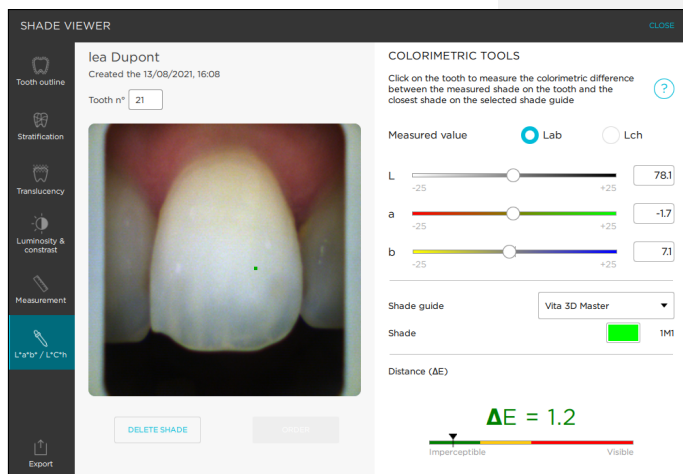 SHADE VIEWER
CLOSE
Tooth outline
Stratification
Translucency
Luminosity &
constrast
Measurement
L*a*b* / L*C*h
Export
lea Dupont
Created the 13/08/2021, 16:08
Tooth n° 21
DELETE SHADE
ORDER
COLORIMETRIC TOOLS
Click on the tooth to measure the colorimetric difference
between the measured shade on the tooth and the
closest shade on the selected shade guide
?
Measured value Lab Lch
L 78.1
-25 +25
a -1.7
-25 +25
b 7.1
-25 +25
Shade guide Vita 3D Master
Shade 1M1
Distance (ΔE)
ΔE = 1.2
Imperceptible Visible